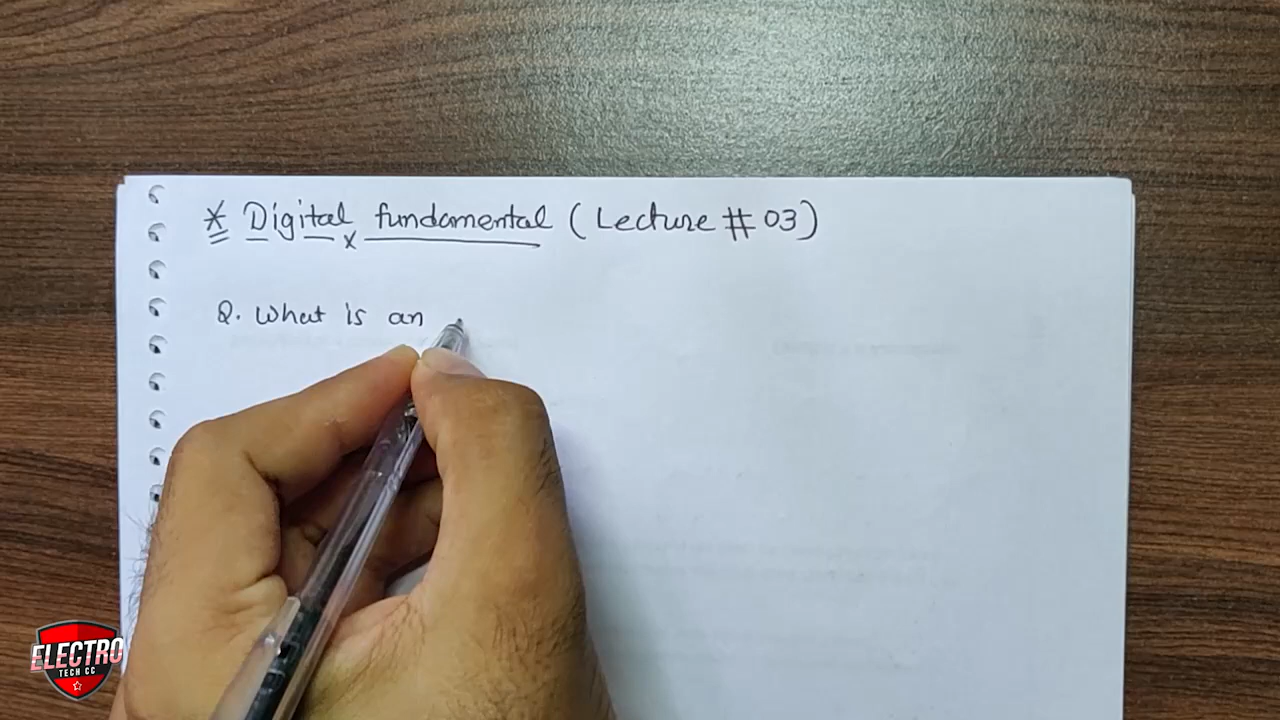 * Digital fundamental (Lecture # 03)
x
Q. What is an
ELECTRO
TECH CC